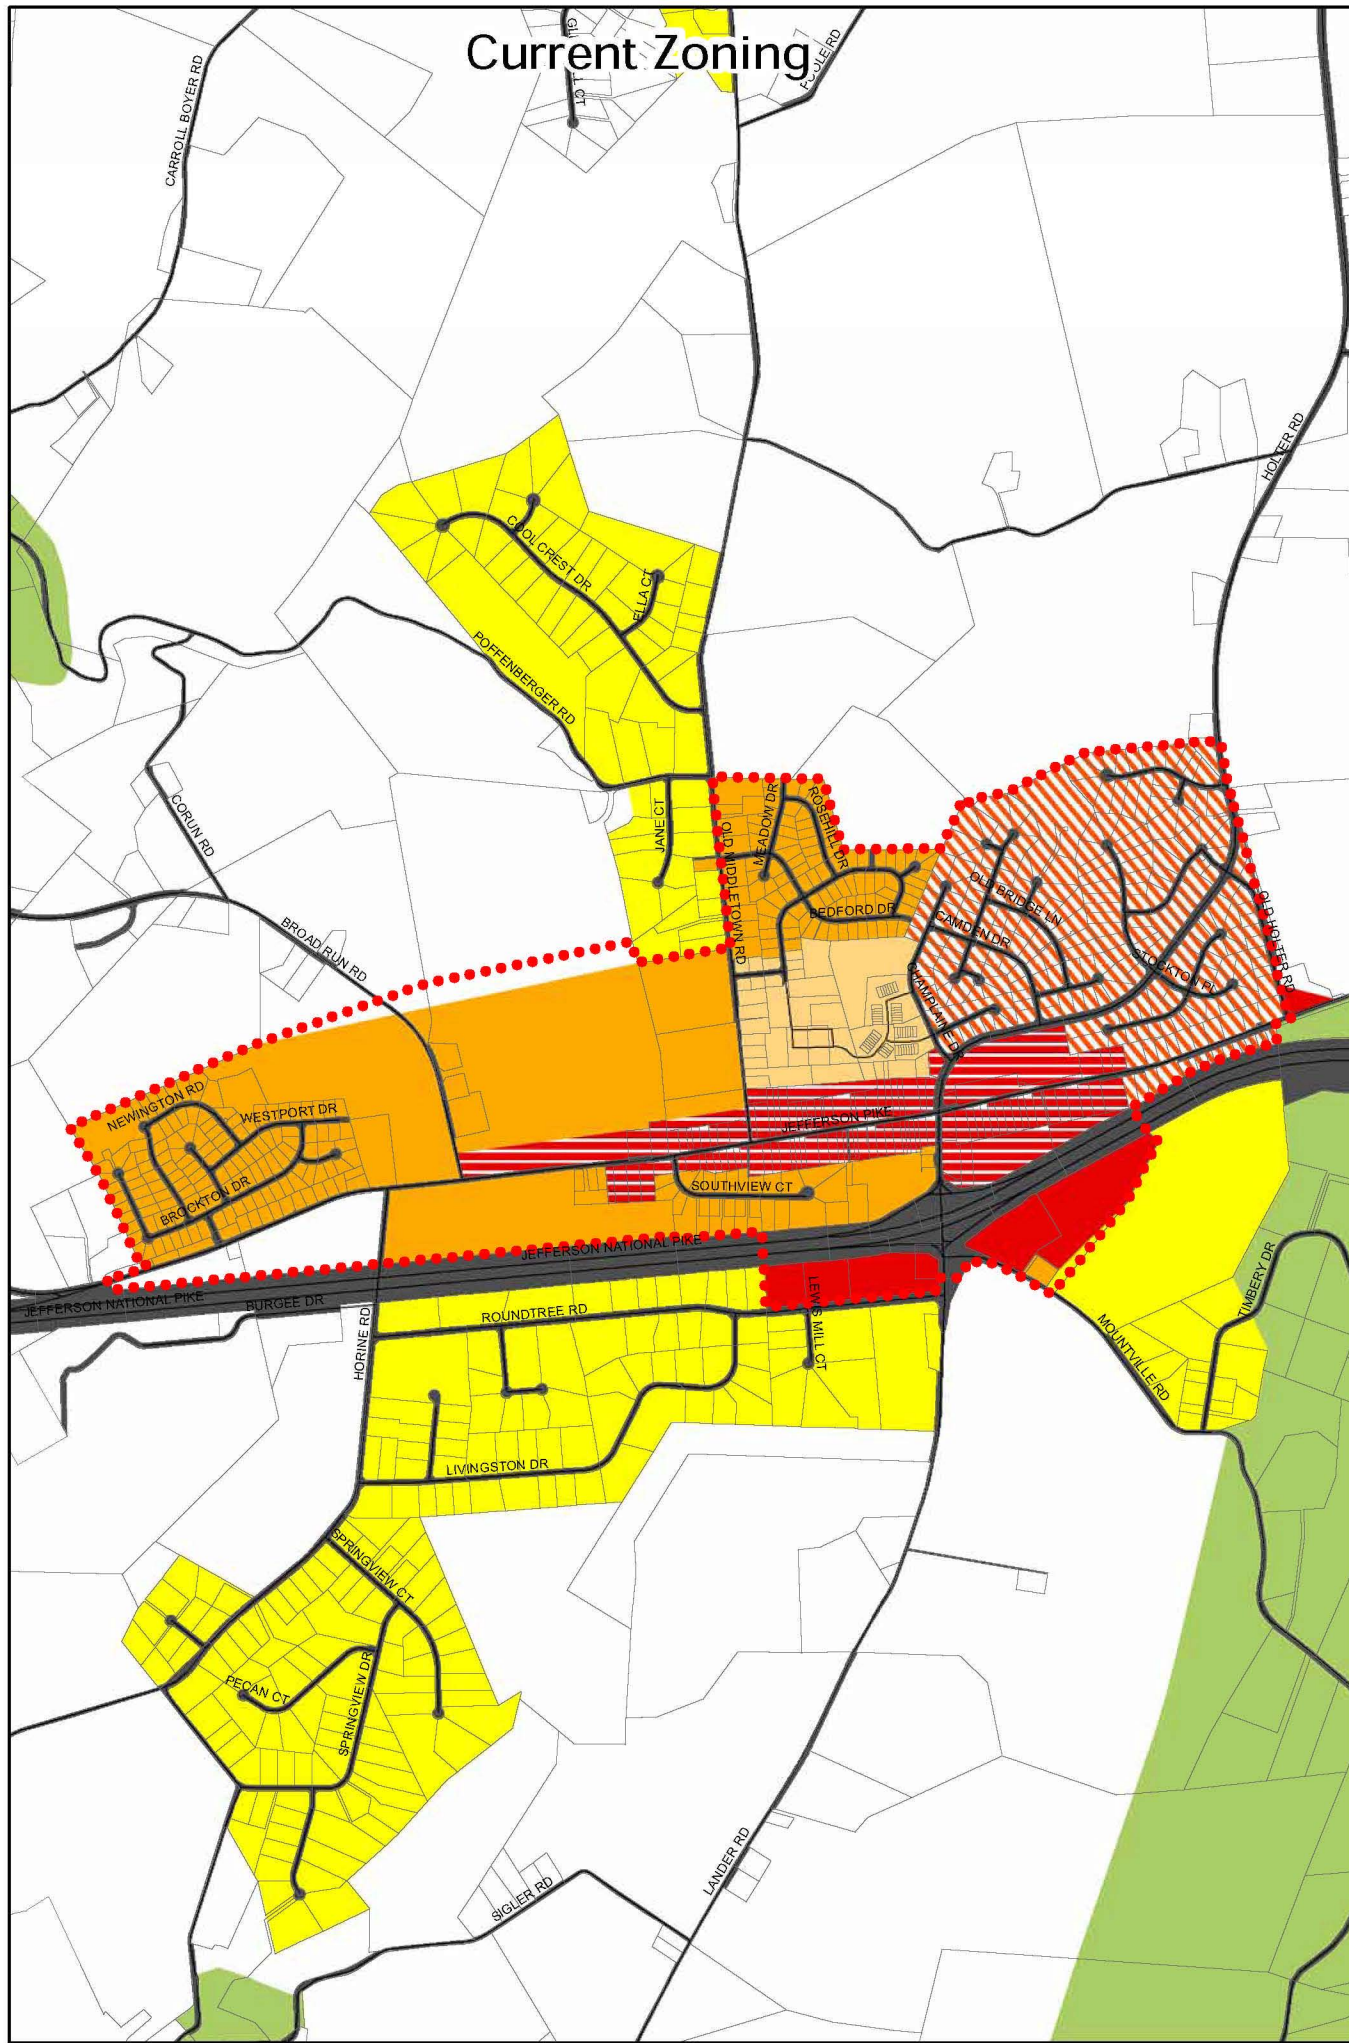 Current Zoning
CARROLL BOYER RD
POOLE RD
HOLTER RD
COOL CREST DR
ELLA CT
POFFENBERGER RD
CORUN RD
JANE CT
OLD MIDDLETOWN RD
MEADOW DR
ROSEHILL DR
BEDFORD DR
OLD BRIDGE LN
CAMDEN DR
STOCKTON PL
OLD HOLTER RD
CHAMPLAINE DR
BROAD RUN RD
NEWINGTON RD
WESTPORT DR
BROCKTON DR
JEFFERSON PIKE
SOUTHVIEW CT
JEFFERSON NATIONAL PIKE
JEFFERSON NATIONAL PIKE
BURGEE DR
HORINE RD
ROUNDTREE RD
LEWIS MILL CT
TIMBERY DR
MOUNTVILLE RD
LIVINGSTON DR
SPRINGVIEW CT
PECAN CT
SPRINGVIEW DR
LANDER RD
SIGLER RD